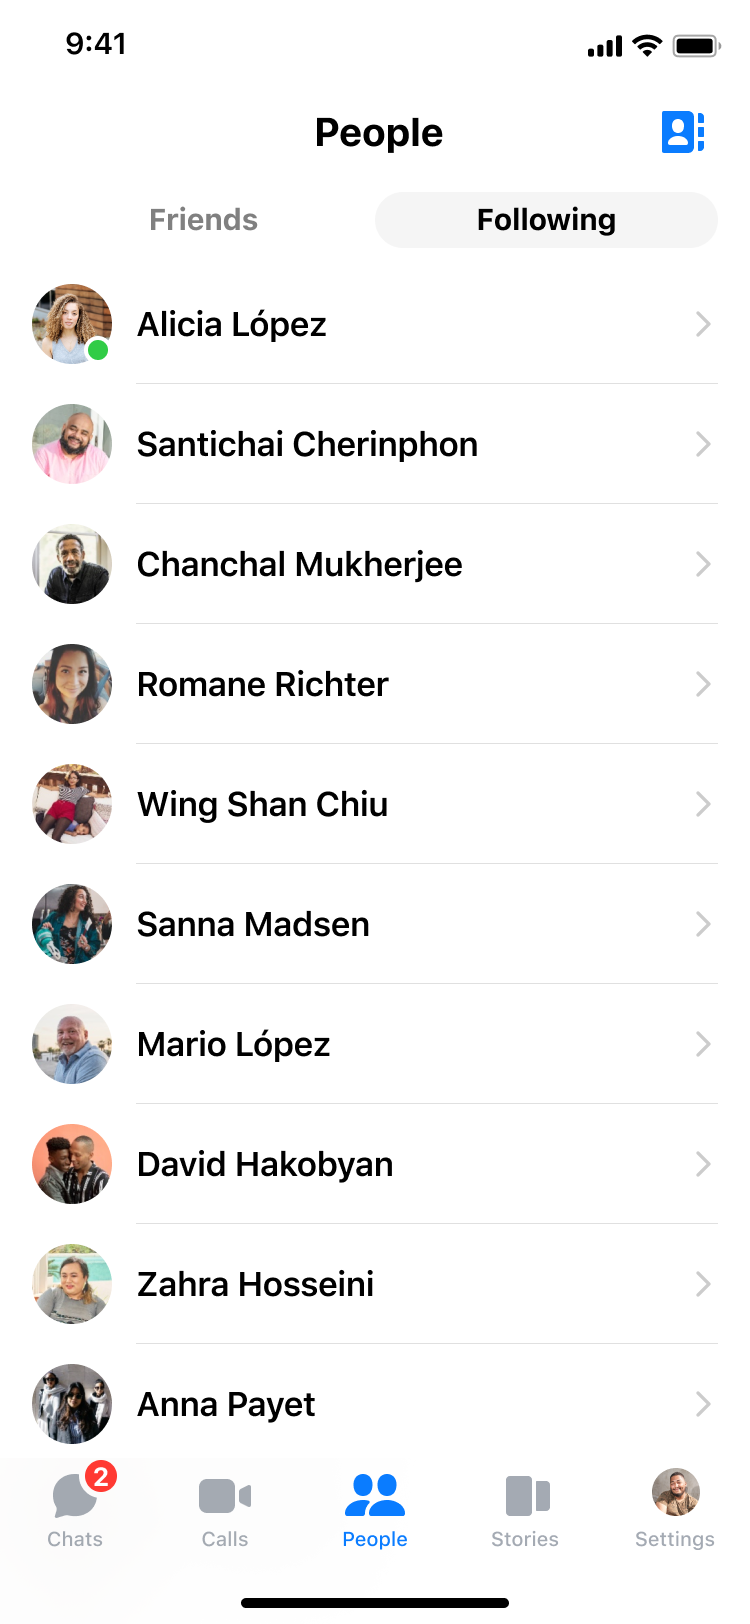 9:41
People
Friends
Following
Alicia López
Santichai Cherinphon
Chanchal Mukherjee
Romane Richter
Wing Shan Chiu
Sanna Madsen
Mario López
David Hakobyan
Zahra Hosseini
Anna Payet
2
Chats
Calls
People
Stories
Settings